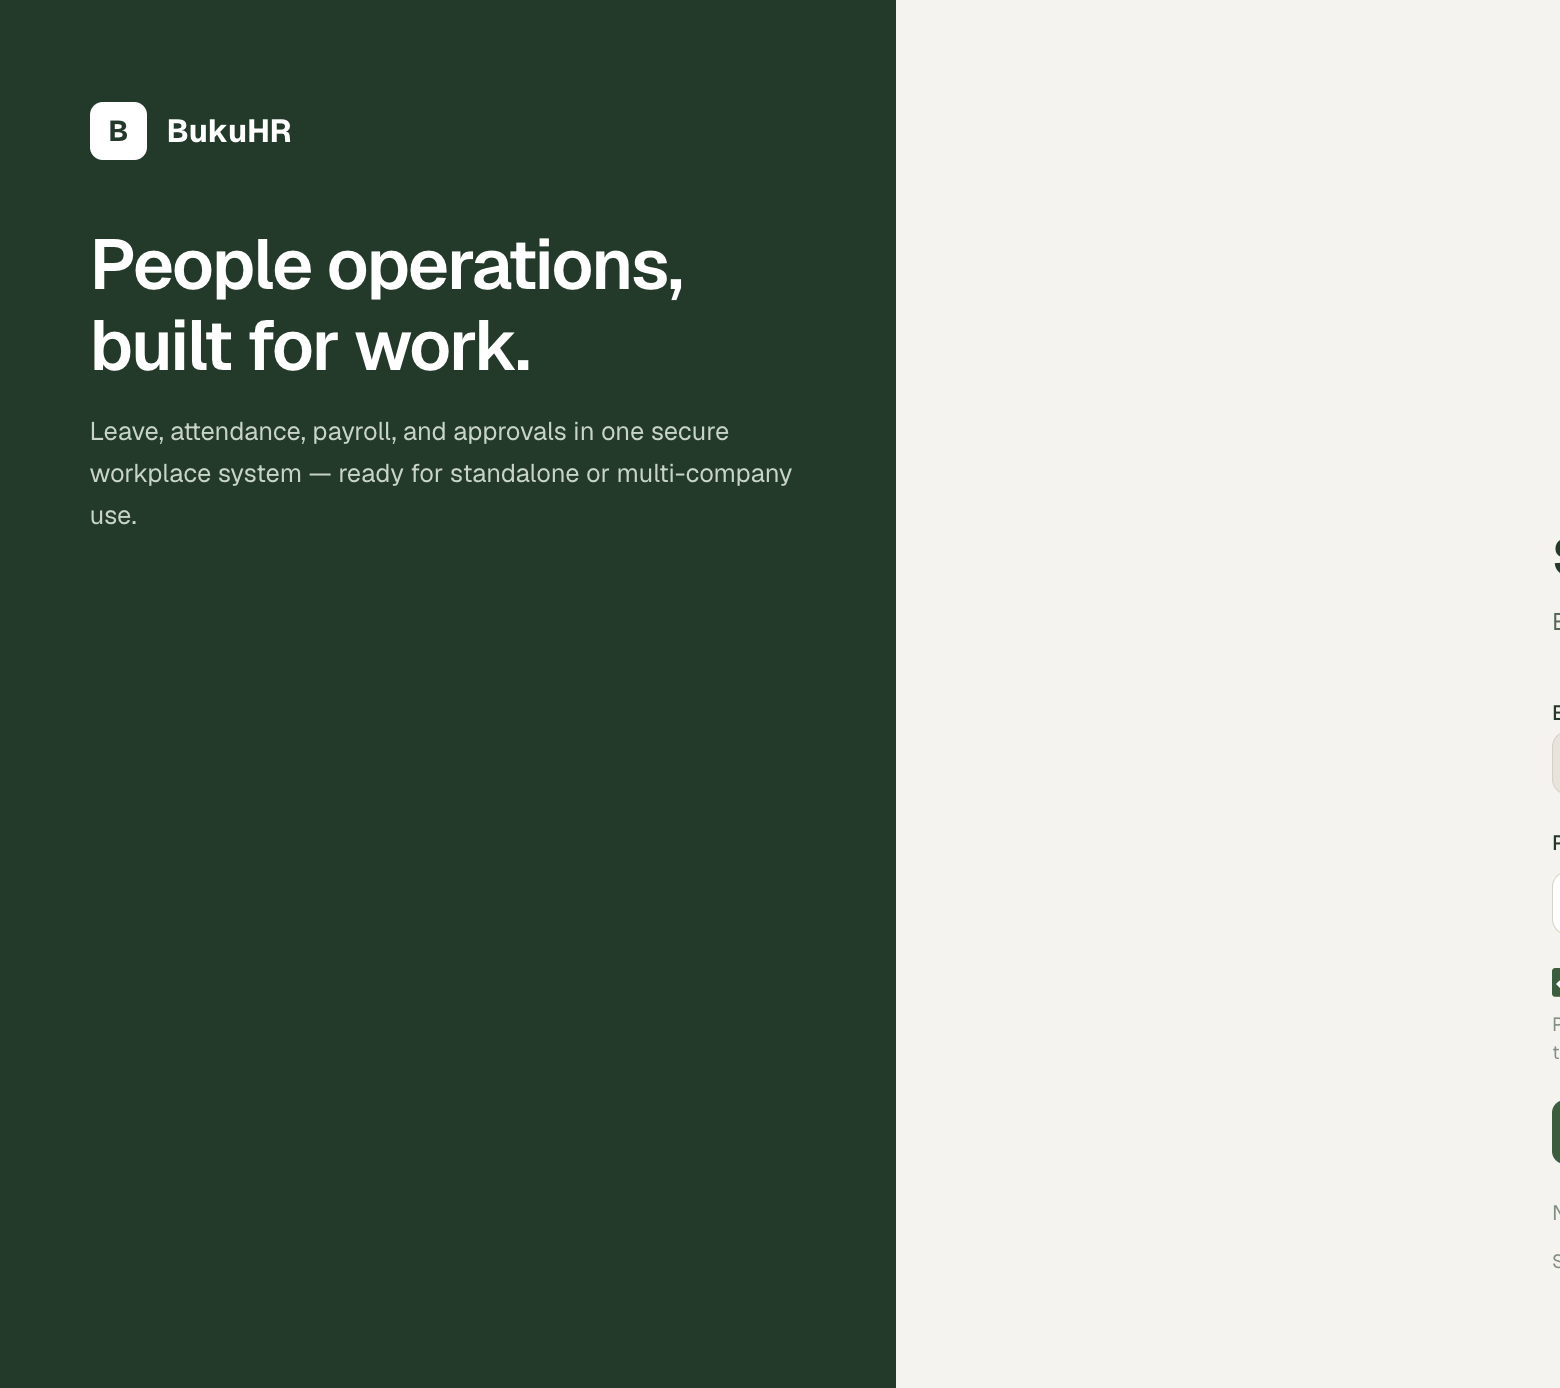 B BukuHR
People operations,
built for work.
Leave, attendance, payroll, and approvals in one secure
workplace system — ready for standalone or multi-company
use.